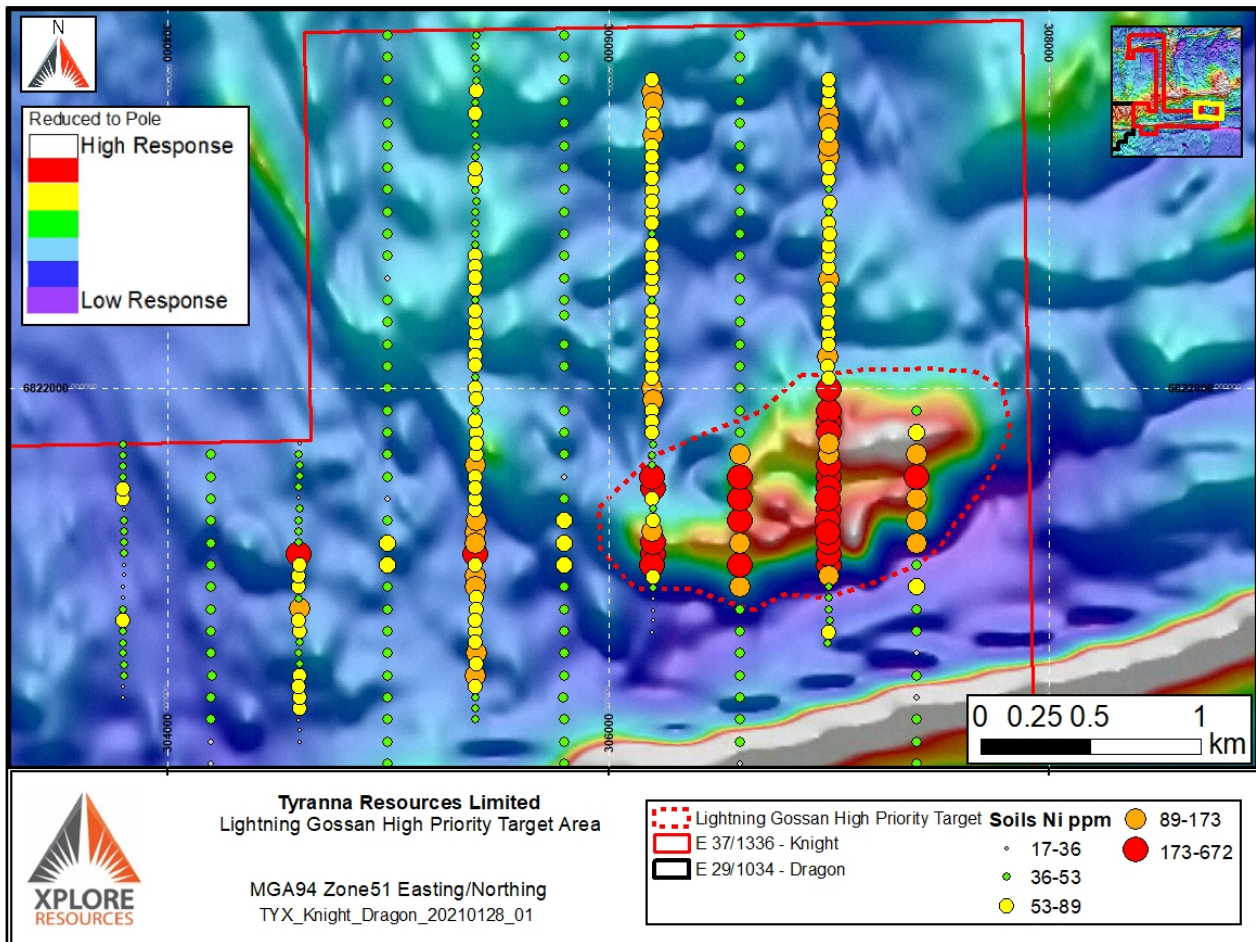 N
Reduced to Pole
High Response
Low Response
304000
306000
308000
6822000
6822000
304000
306000
0 0.25 0.5 1
km
XPLORE
RESOURCES
Tyranna Resources Limited
Lightning Gossan High Priority Target Area
MGA94 Zone51 Easting/Northing
TYX_Knight_Dragon_20210128_01
Lightning Gossan High Priority Target
E 37/1336 - Knight
E 29/1034 - Dragon
Soils Ni ppm
17-36
36-53
53-89
89-173
173-672